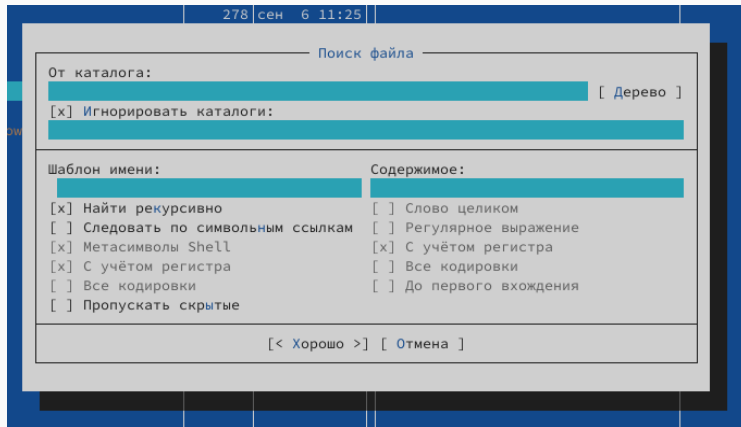 278 сен 6 11:25
Поиск файла
От каталога:
[ Дерево ]
[x] Игнорировать каталоги:
ow
Шаблон имени: Содержимое:
[x] Найти рекурсивно [ ] Слово целиком
[ ] Следовать по символьным ссылкам [ ] Регулярное выражение
[x] Метасимволы Shell [x] С учётом регистра
[x] С учётом регистра [ ] Все кодировки
[ ] Все кодировки [ ] До первого вхождения
[ ] Пропускать скрытые
[< Хорошо >] [ Отмена ]